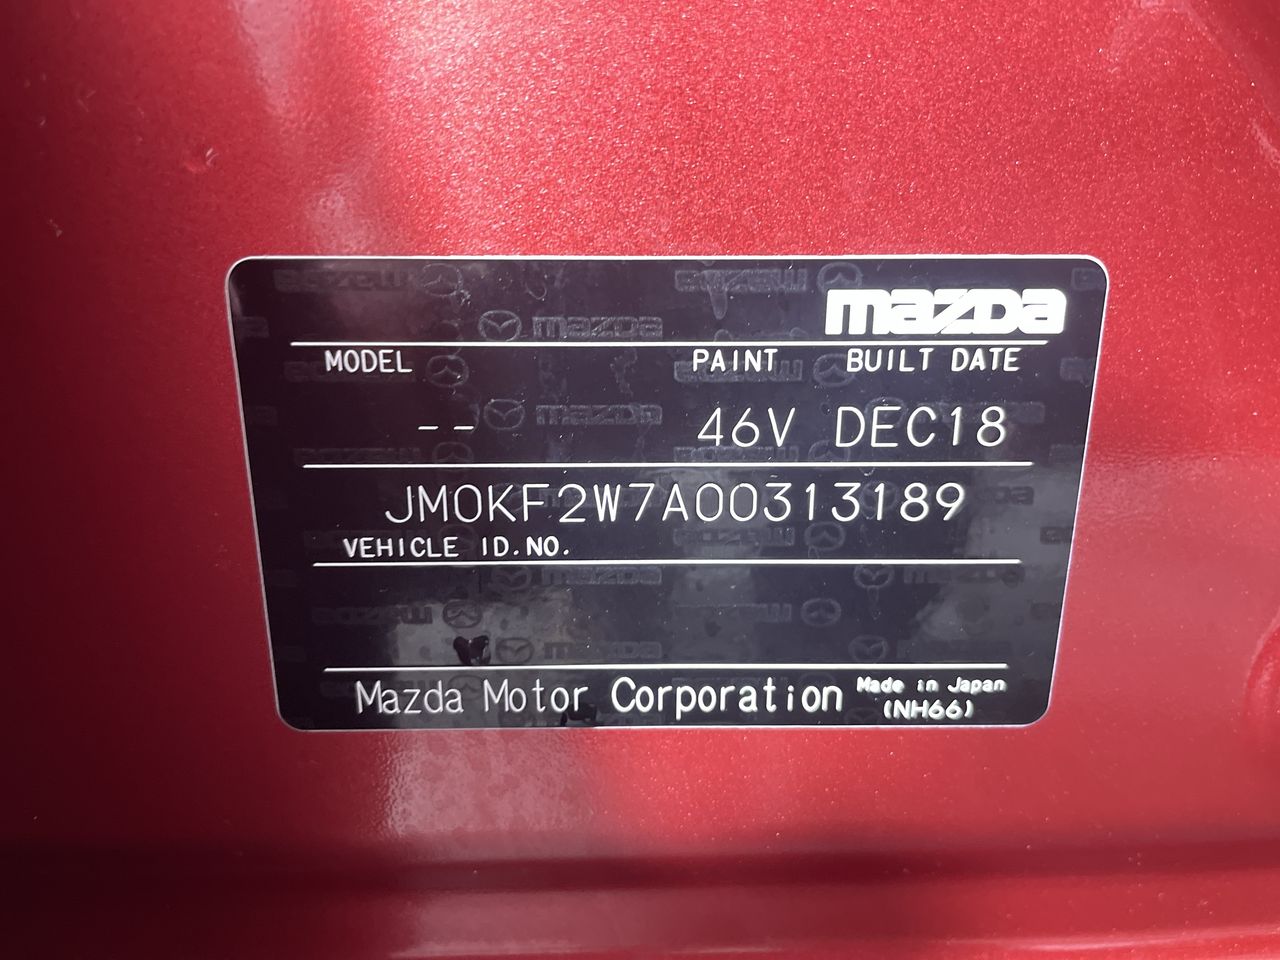 mazda
MODEL PAINT BUILT DATE
-- 46V DEC18
JM0KF2W7A00313189
VEHICLE ID.NO.
Mazda Motor Corporation Made in Japan
(NH66)